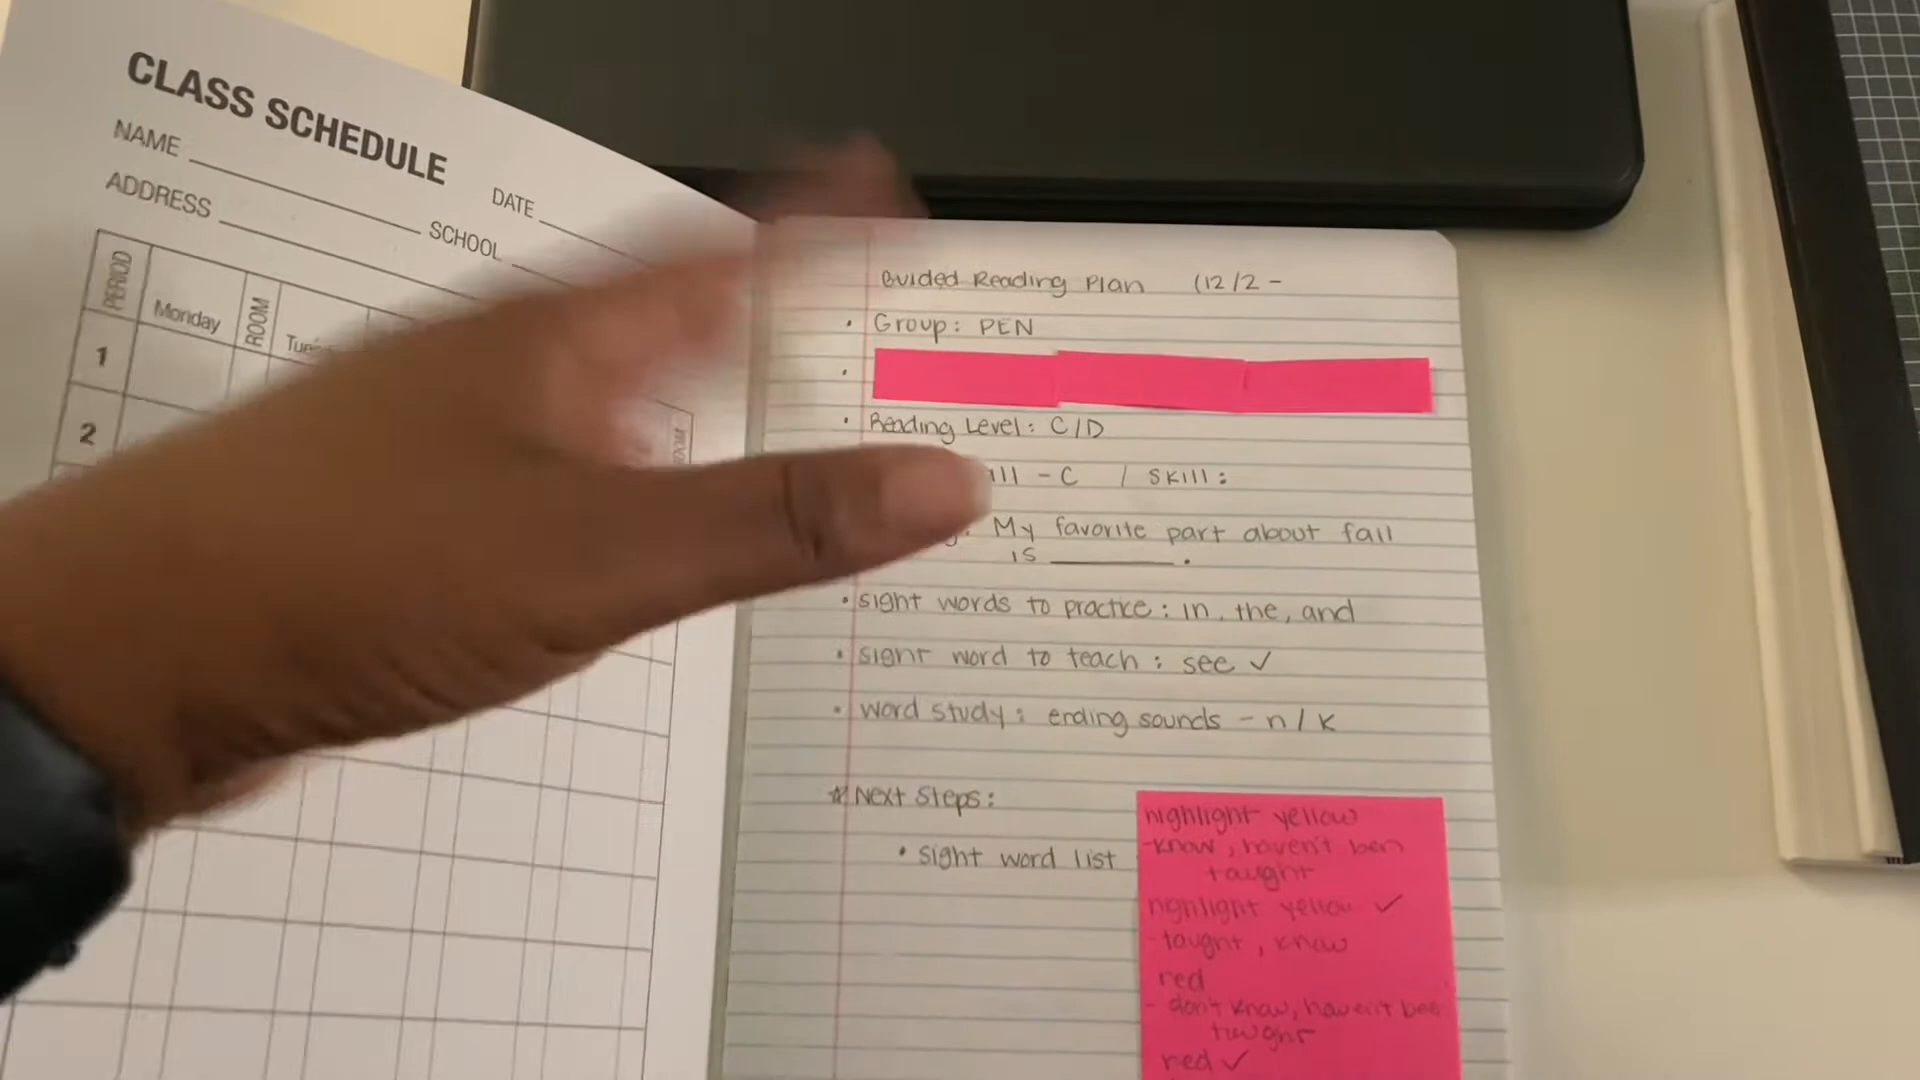 CLASS SCHEDULE
NAME
DATE
ADDRESS
SCHOOL
PERIOD
Monday
ROOM
1
2
Guided Reading Plan (12/2 -
• Group: PEN
•
• Reading Level: C/D
- C / Skill:
My favorite part about fall
is ______.
• sight words to practice: in, the, and
• sight word to teach: see ✓
• word study: ending sounds - n/k
* Next Steps:
• sight word list
highlight yellow
-know, haven't ben
taught
highlight yellow ✓
- taught, know
red
- don't know, haven't bee
taught
red ✓